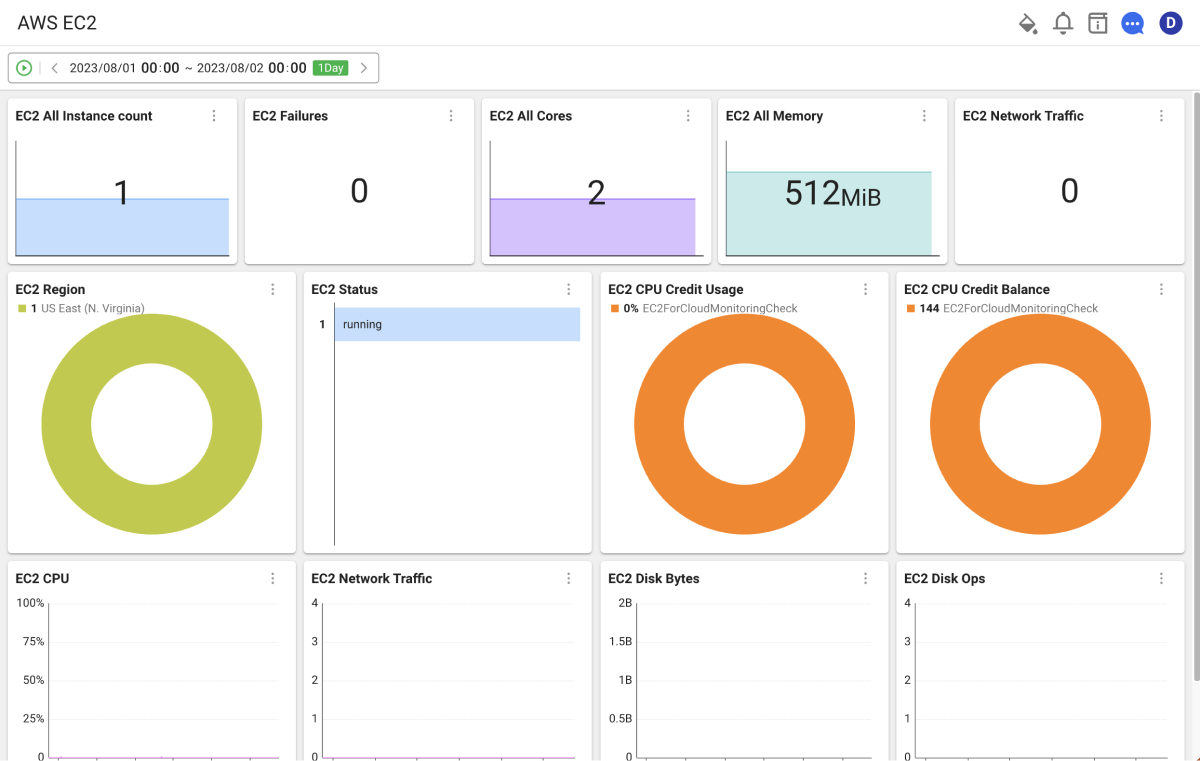 AWS EC2
D
2023/08/01 00:00 ~ 2023/08/02 00:00 1Day
EC2 All Instance count
1
EC2 Failures
0
EC2 All Cores
2
EC2 All Memory
512MiB
EC2 Network Traffic
0
EC2 Region
1 US East (N. Virginia)
EC2 Status
1 running
EC2 CPU Credit Usage
0% EC2ForCloudMonitoringCheck
EC2 CPU Credit Balance
144 EC2ForCloudMonitoringCheck
EC2 CPU
100%
75%
50%
25%
0
EC2 Network Traffic
4
3
2
1
0
EC2 Disk Bytes
2B
1.5B
1B
0.5B
0
EC2 Disk Ops
4
3
2
1
0